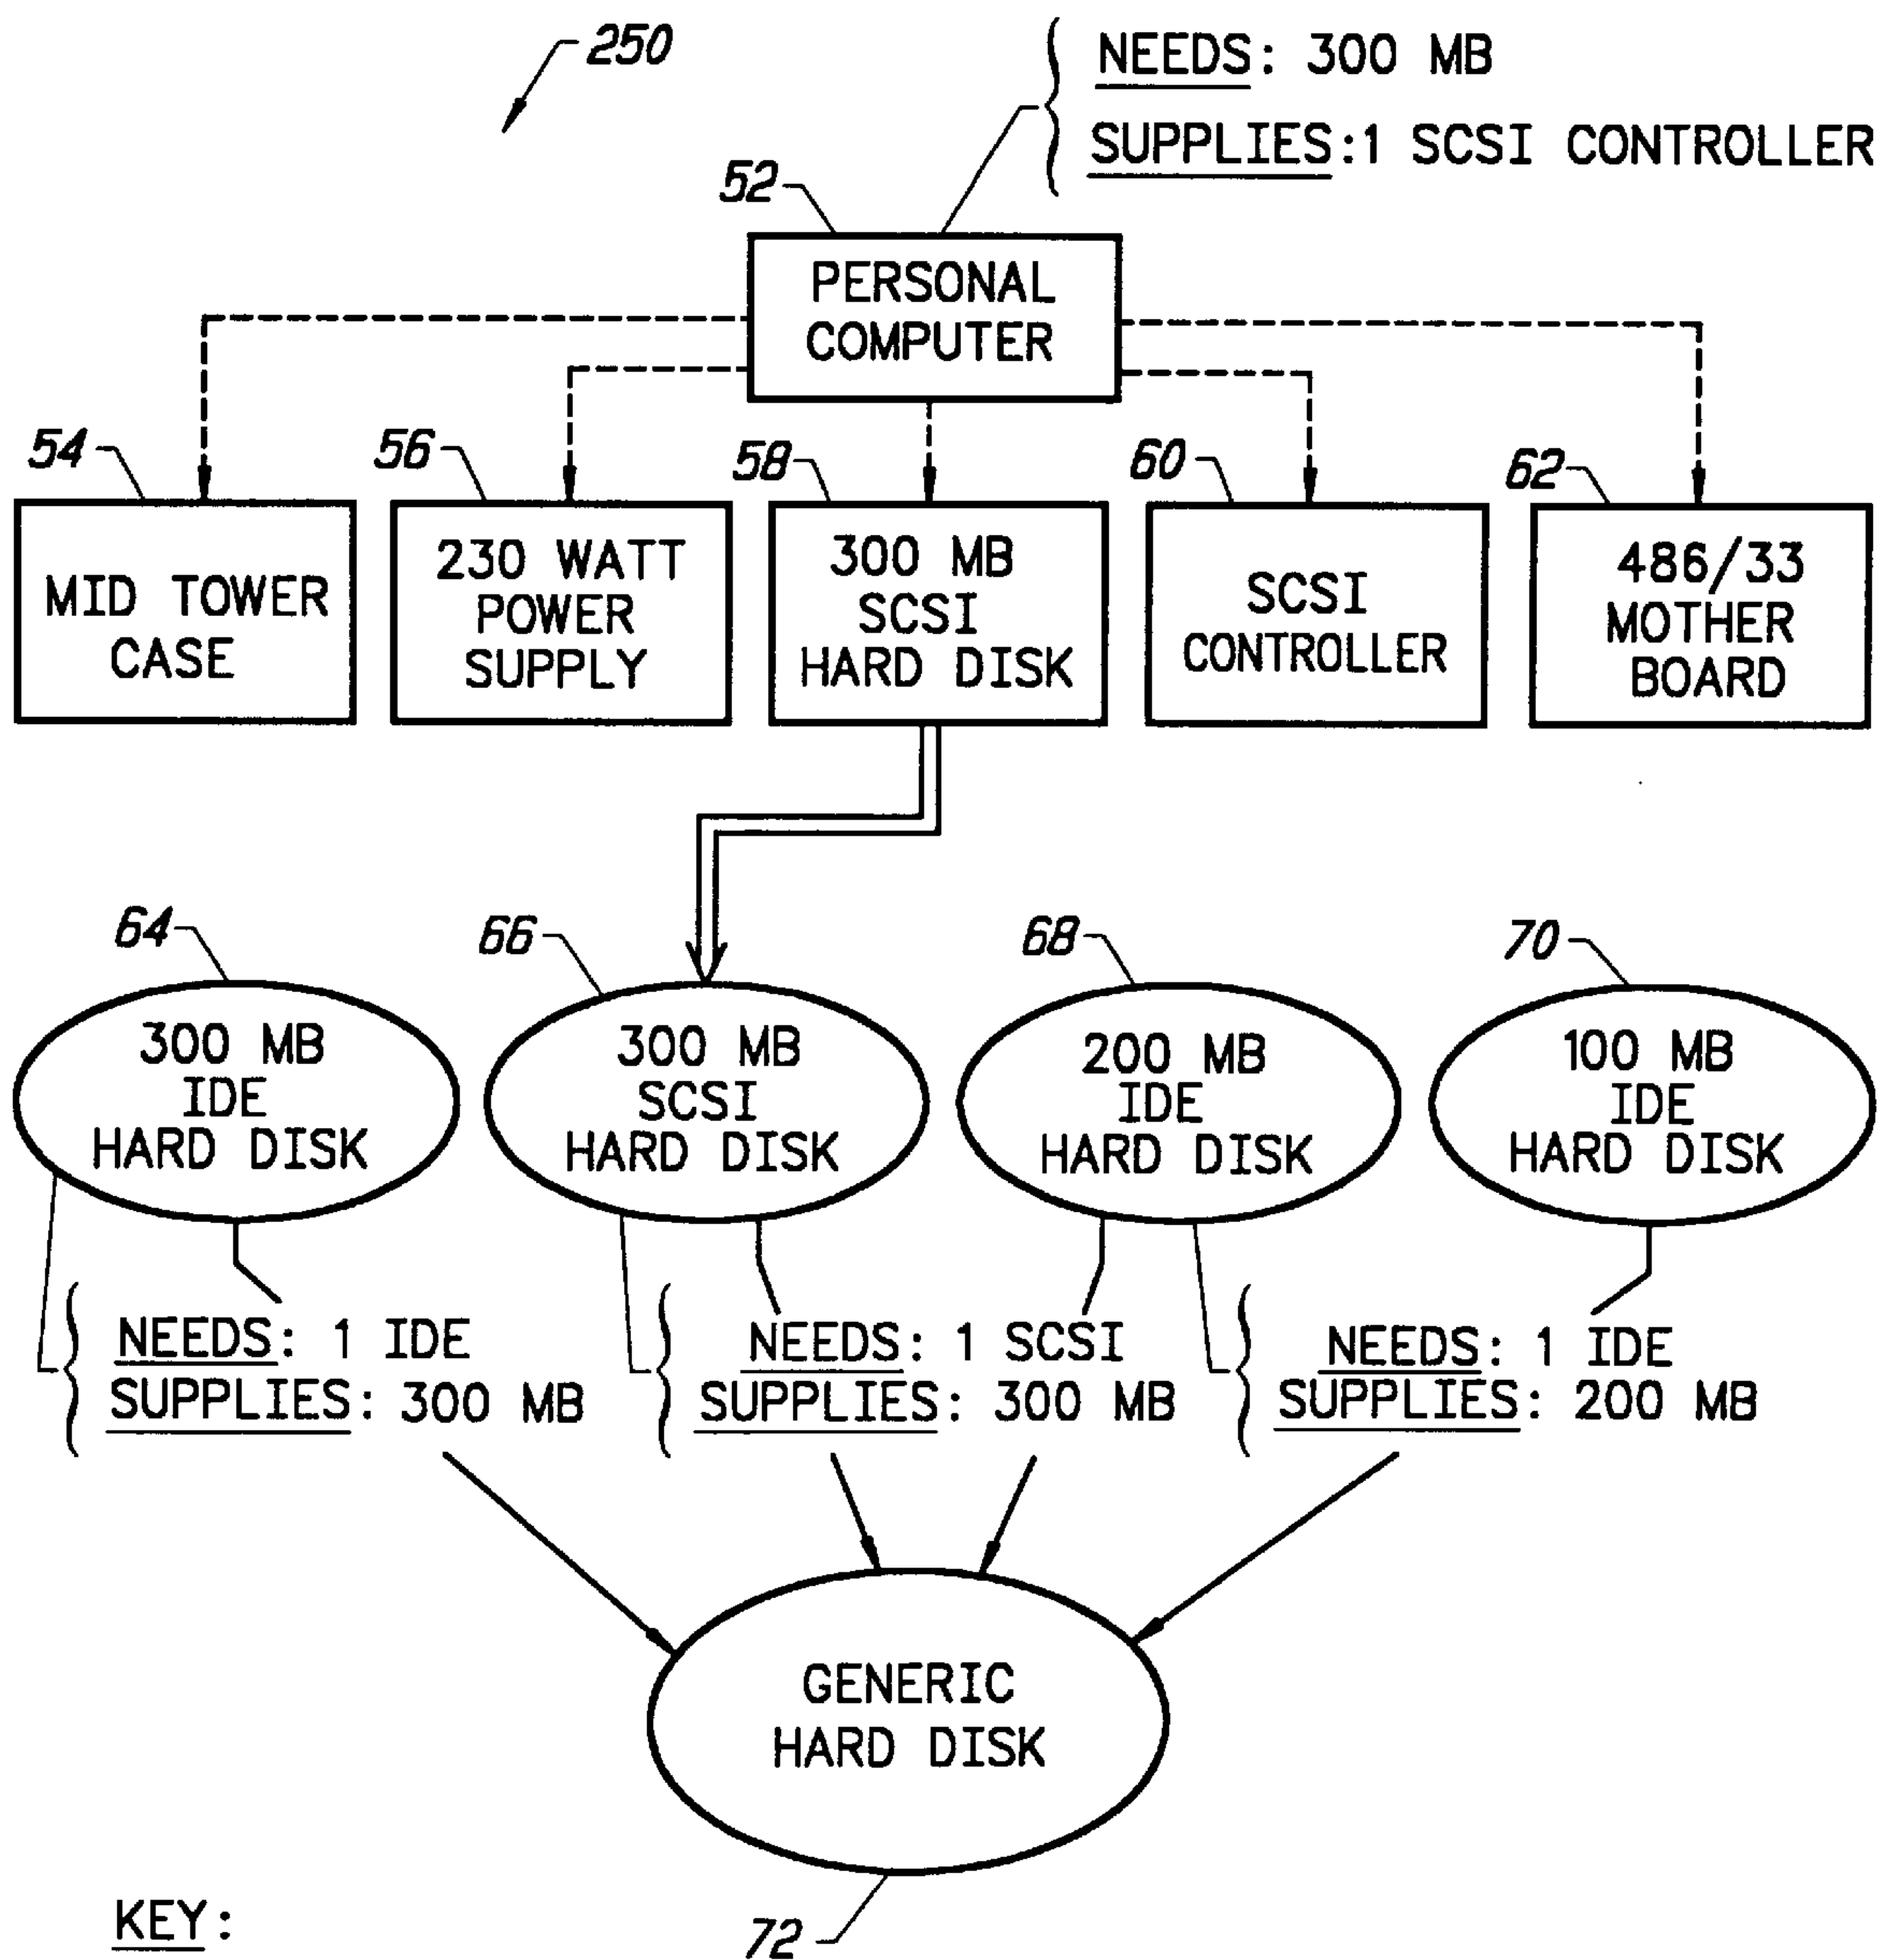 250
NEEDS: 300 MB
SUPPLIES:1 SCSI CONTROLLER
52
PERSONAL
COMPUTER
54
56
58
60
62
MID TOWER
CASE
230 WATT
POWER
SUPPLY
300 MB
SCSI
HARD DISK
SCSI
CONTROLLER
486/33
MOTHER
BOARD
64
66
68
70
300 MB
IDE
HARD DISK
300 MB
SCSI
HARD DISK
200 MB
IDE
HARD DISK
100 MB
IDE
HARD DISK
NEEDS: 1 IDE
SUPPLIES: 300 MB
NEEDS: 1 SCSI
SUPPLIES: 300 MB
NEEDS: 1 IDE
SUPPLIES: 200 MB
GENERIC
HARD DISK
72
KEY: